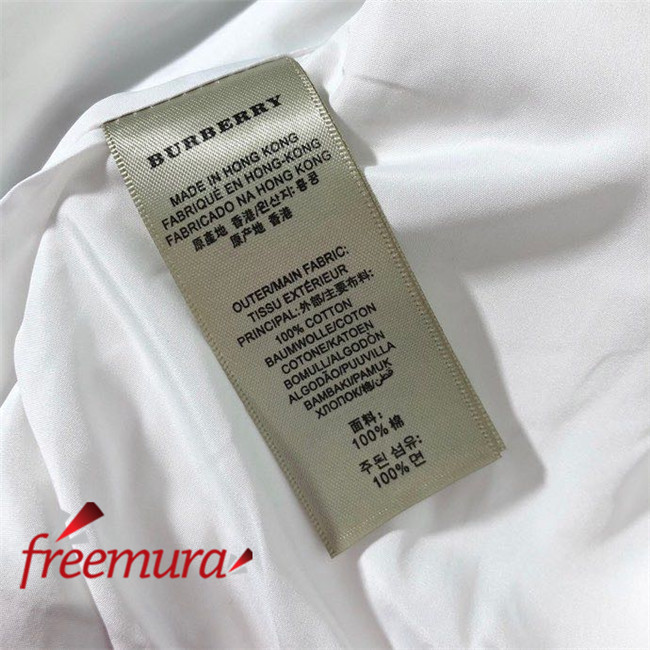 BURBERRY
MADE IN HONG KONG
FABRIQUE EN HONG-KONG
FABRICADO NA HONG KONG
原產地 香港/원산지: 홍콩
原产地 香港
OUTER/MAIN FABRIC:
TISSU EXTÉRIEUR
PRINCIPAL:外部/主要布料:
100% COTTON
BAUMWOLLE/COTON
COTONE/KATOEN
BOMULL/ALGODÒN
ALGODÃO/PUUVILLA
BAMBAKI/PAMUK
ХЛОПОК/棉/قطن
面料:
100% 棉
주된 섬유:
100% 면
freemura